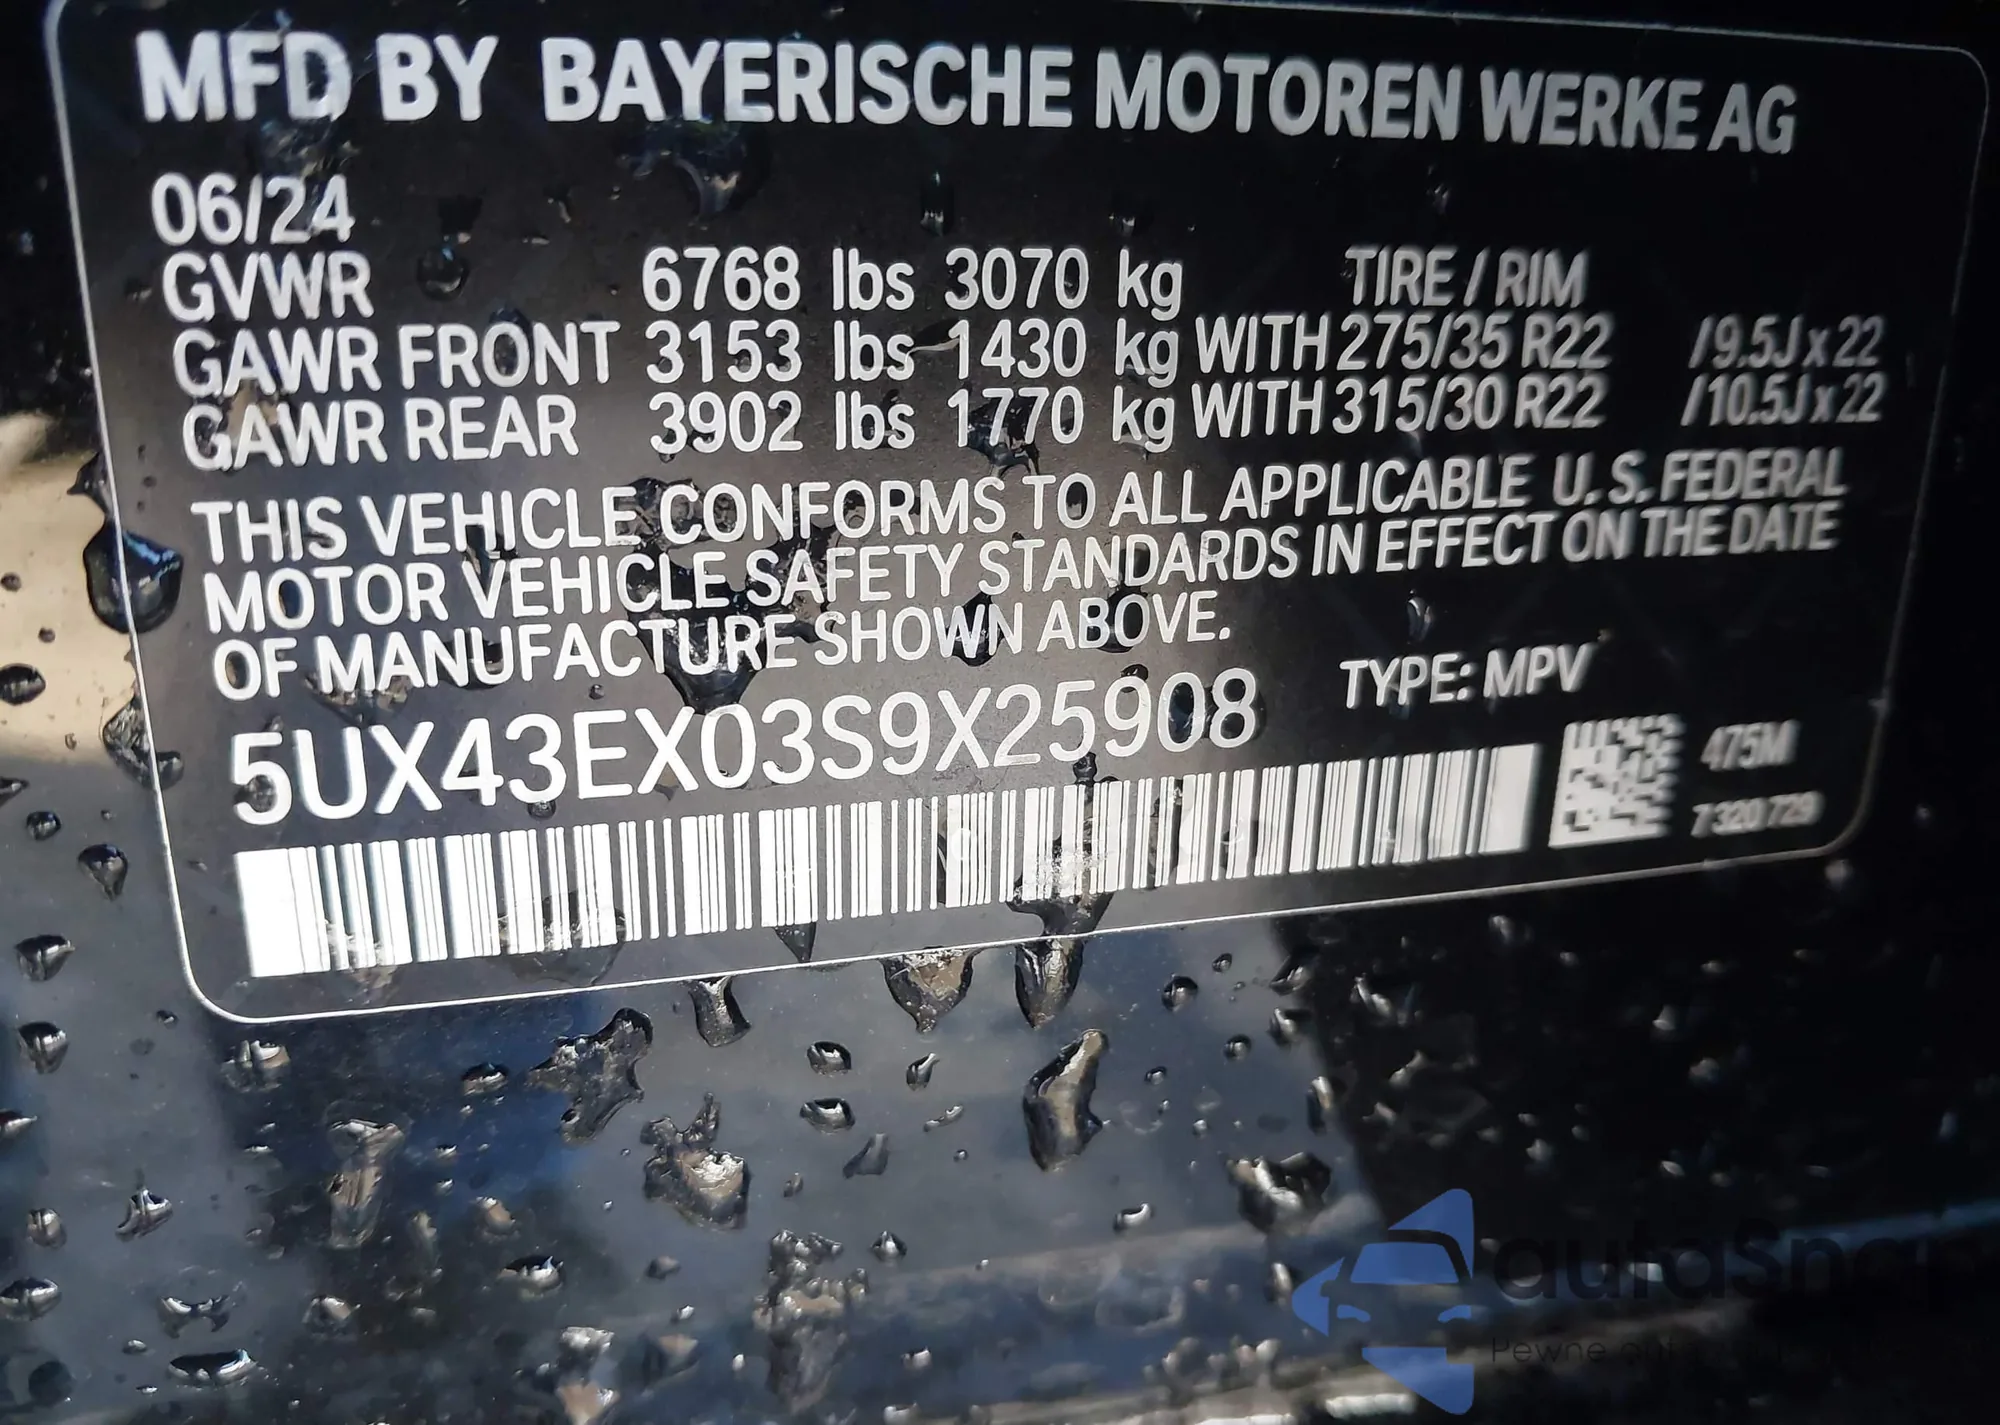 MFD BY BAYERISCHE MOTOREN WERKE AG
06/24
GVWR 6768 lbs 3070 kg TIRE / RIM
GAWR FRONT 3153 lbs 1430 kg WITH 275/35 R22 /9.5J x 22
GAWR REAR 3902 lbs 1770 kg WITH 315/30 R22 /10.5J x 22
THIS VEHICLE CONFORMS TO ALL APPLICABLE U. S. FEDERAL
MOTOR VEHICLE SAFETY STANDARDS IN EFFECT ON THE DATE
OF MANUFACTURE SHOWN ABOVE.
5UX43EX03S9X25908 TYPE: MPV
475M
7 320 729
autasnap
Pewne